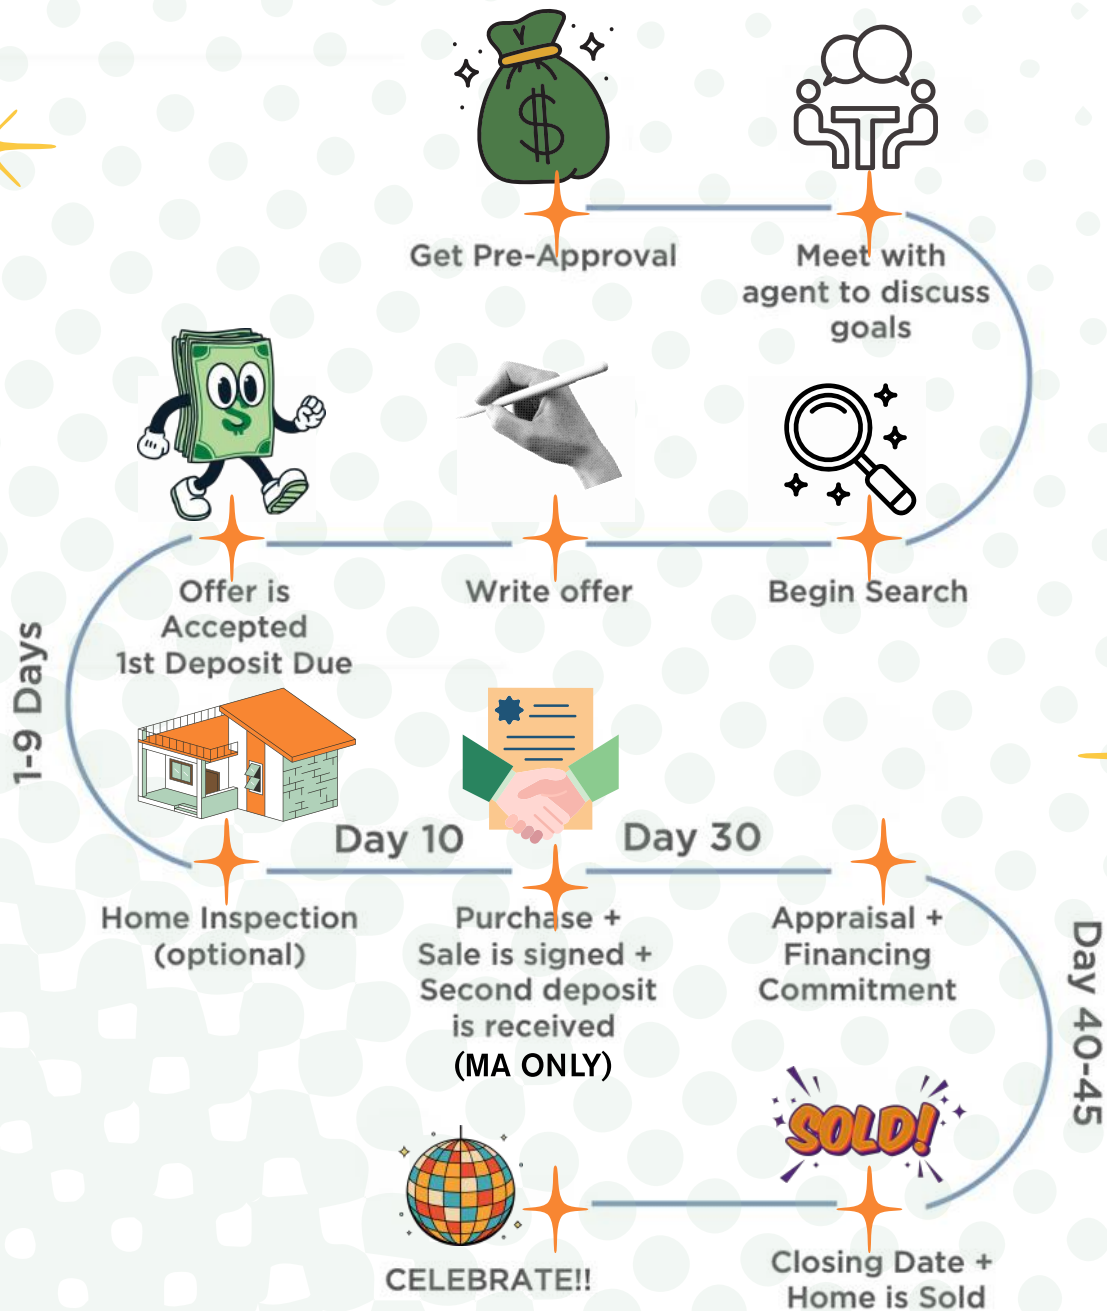 Get Pre-Approval
Meet with
agent to discuss
goals
Begin Search
Write offer
Offer is
Accepted
1st Deposit Due
1-9 Days
Home Inspection
(optional)
Day 10
Purchase +
Sale is signed +
Second deposit
is received
(MA ONLY)
Day 30
Appraisal +
Financing
Commitment
Day 40-45
SOLD!
Closing Date +
Home is Sold
CELEBRATE!!